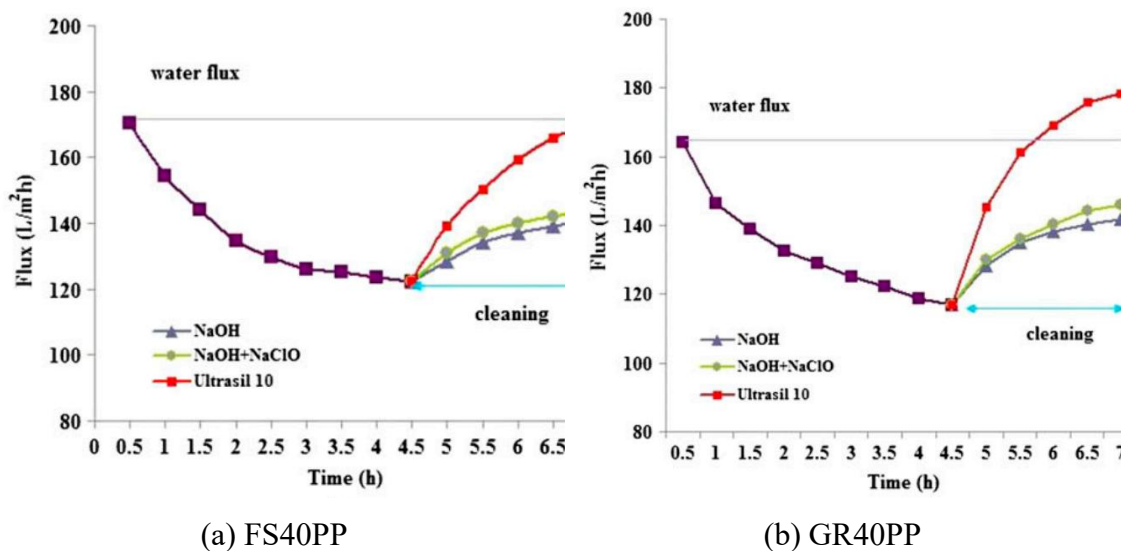 200
180
160
140
120
100
80
Flux (L/m²h)
water flux
cleaning
NaOH
NaOH+NaClO
Ultrasil 10
0 0.5 1 1.5 2 2.5 3 3.5 4 4.5 5 5.5 6 6.5
Time (h)
(a) FS40PP
200
180
160
140
120
100
80
Flux (L/m²h)
water flux
cleaning
NaOH
NaOH+NaClO
Ultrasil 10
0.5 1 1.5 2 2.5 3 3.5 4 4.5 5 5.5 6 6.5 7
Time (h)
(b) GR40PP